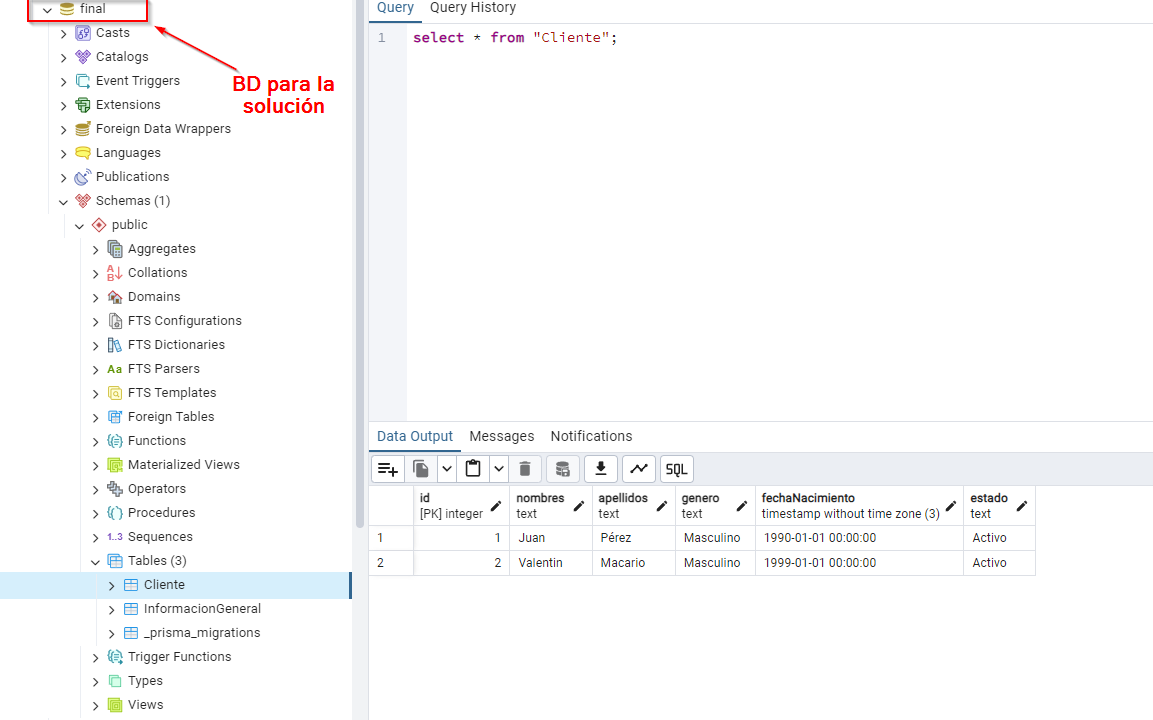 final
Casts
Catalogs
Event Triggers
Extensions
Foreign Data Wrappers
Languages
Publications
Schemas (1)
public
Aggregates
Collations
Domains
FTS Configurations
FTS Dictionaries
Aa FTS Parsers
FTS Templates
Foreign Tables
Functions
Materialized Views
Operators
Procedures
1..3 Sequences
Tables (3)
Cliente
InformacionGeneral
_prisma_migrations
Trigger Functions
Types
Views
BD para la
solución
Query Query History
1 select * from "Cliente";
Data Output Messages Notifications
SQL
id nombres apellidos genero fechaNacimiento estado
[PK] integer text text text timestamp without time zone (3) text
1 1 Juan Pérez Masculino 1990-01-01 00:00:00 Activo
2 2 Valentin Macario Masculino 1999-01-01 00:00:00 Activo